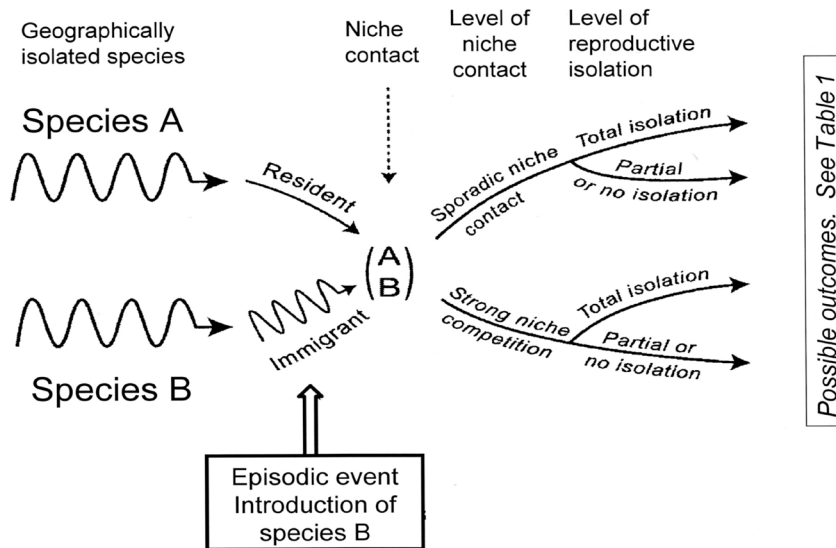 Geographically
isolated species
Niche
contact
Level of
niche
contact
Level of
reproductive
isolation
Species A
Resident
A
B
Species B
Immigrant
Episodic event
Introduction of
species B
Sporadic niche
contact
Total isolation
Partial
or no isolation
Strong niche
competition
Total isolation
Partial or
no isolation
Possible outcomes. See Table 1